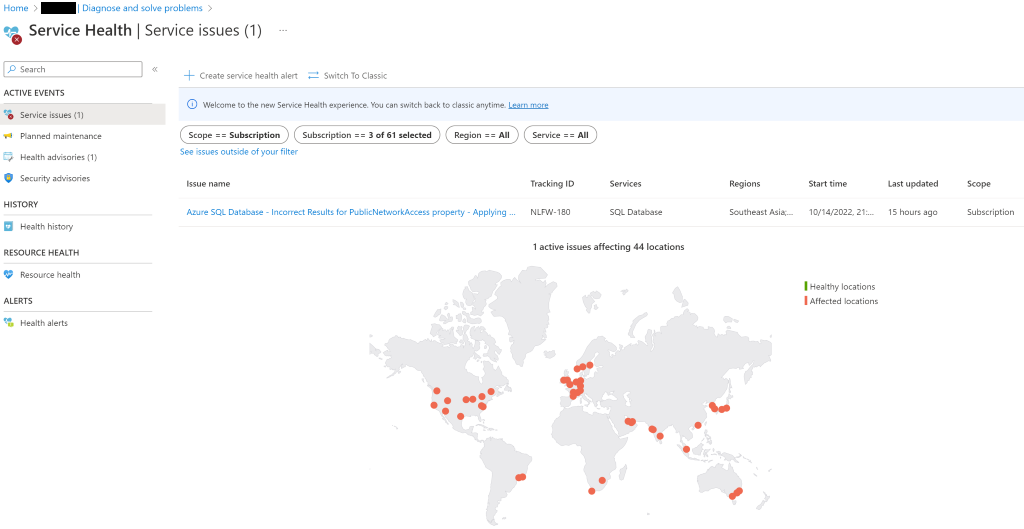 Home > | Diagnose and solve problems >
Service Health | Service issues (1) ...
Search «
Create service health alert Switch To Classic
ACTIVE EVENTS
Service issues (1)
Planned maintenance
Health advisories (1)
Security advisories
HISTORY
Health history
RESOURCE HEALTH
Resource health
ALERTS
Health alerts
Welcome to the new Service Health experience. You can switch back to classic anytime. Learn more
Scope == Subscription Subscription == 3 of 61 selected Region == All Service == All
See issues outside of your filter
Issue name Tracking ID Services Regions Start time Last updated Scope
Azure SQL Database - Incorrect Results for PublicNetworkAccess property - Applying ... NLFW-180 SQL Database Southeast Asia;... 10/14/2022, 21:... 15 hours ago Subscription
1 active issues affecting 44 locations
Healthy locations
Affected locations